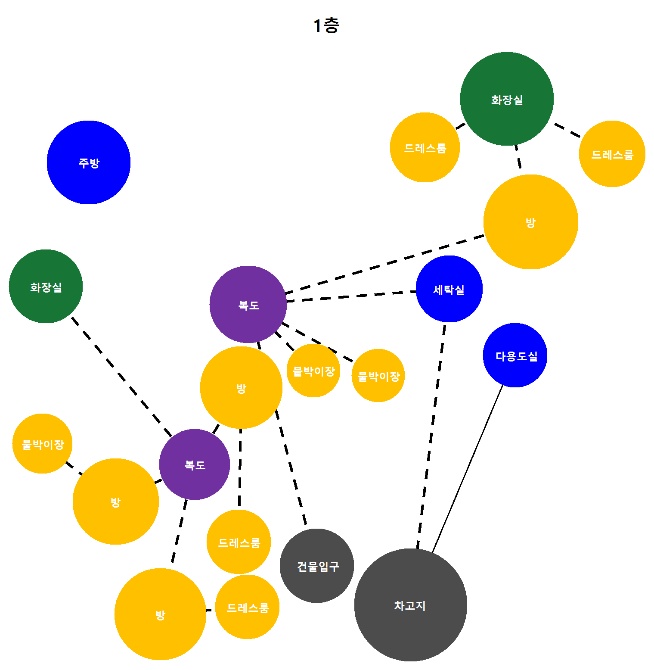 1층
화장실
드레스룸
드레스룸
주방
방
화장실
복도
세탁실
다용도실
붙박이장
붙박이장
방
붙박이장
복도
방
드레스룸
건물입구
드레스룸
방
차고지